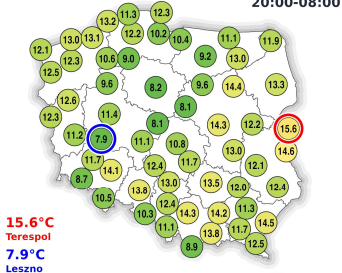 20:00-08:00
13.2 11.3 12.3
12.1 13.0 13.1 12.2 10.2 10.4 11.1 11.9
12.5 12.3 10.6 9.0 9.2 13.0
9.6 8.2 9.6 14.4 13.3
12.6 8.1
12.3 11.4 8.1 14.3 12.2 15.6
11.2 7.9 11.1 10.8 13.0 14.6
11.7 14.1 12.4 11.7 12.1
8.7 13.8 13.0 13.5 12.0 12.4
10.5 10.3 12.4 14.3 14.2 11.3 14.5
11.1 13.8 11.7
8.9 12.5
15.6°C
Terespol
7.9°C
Leszno